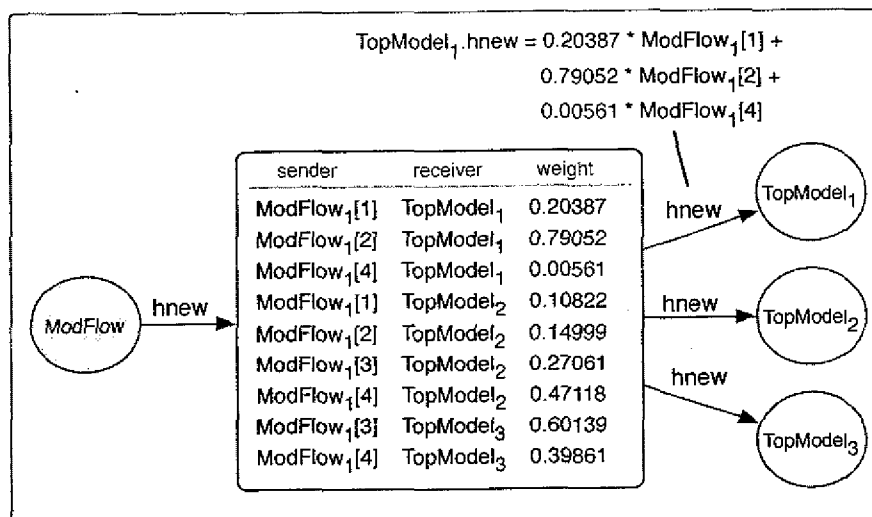 TopModel₁.hnew = 0.20387 * ModFlow₁[1] +
0.79052 * ModFlow₁[2] +
0.00561 * ModFlow₁[4]
sender receiver weight
ModFlow₁[1] TopModel₁ 0.20387
ModFlow₁[2] TopModel₁ 0.79052
ModFlow₁[4] TopModel₁ 0.00561
ModFlow₁[1] TopModel₂ 0.10822
ModFlow₁[2] TopModel₂ 0.14999
ModFlow₁[3] TopModel₂ 0.27061
ModFlow₁[4] TopModel₂ 0.47118
ModFlow₁[3] TopModel₃ 0.60139
ModFlow₁[4] TopModel₃ 0.39861
ModFlow
hnew
hnew
TopModel₁
hnew
TopModel₂
hnew
TopModel₃